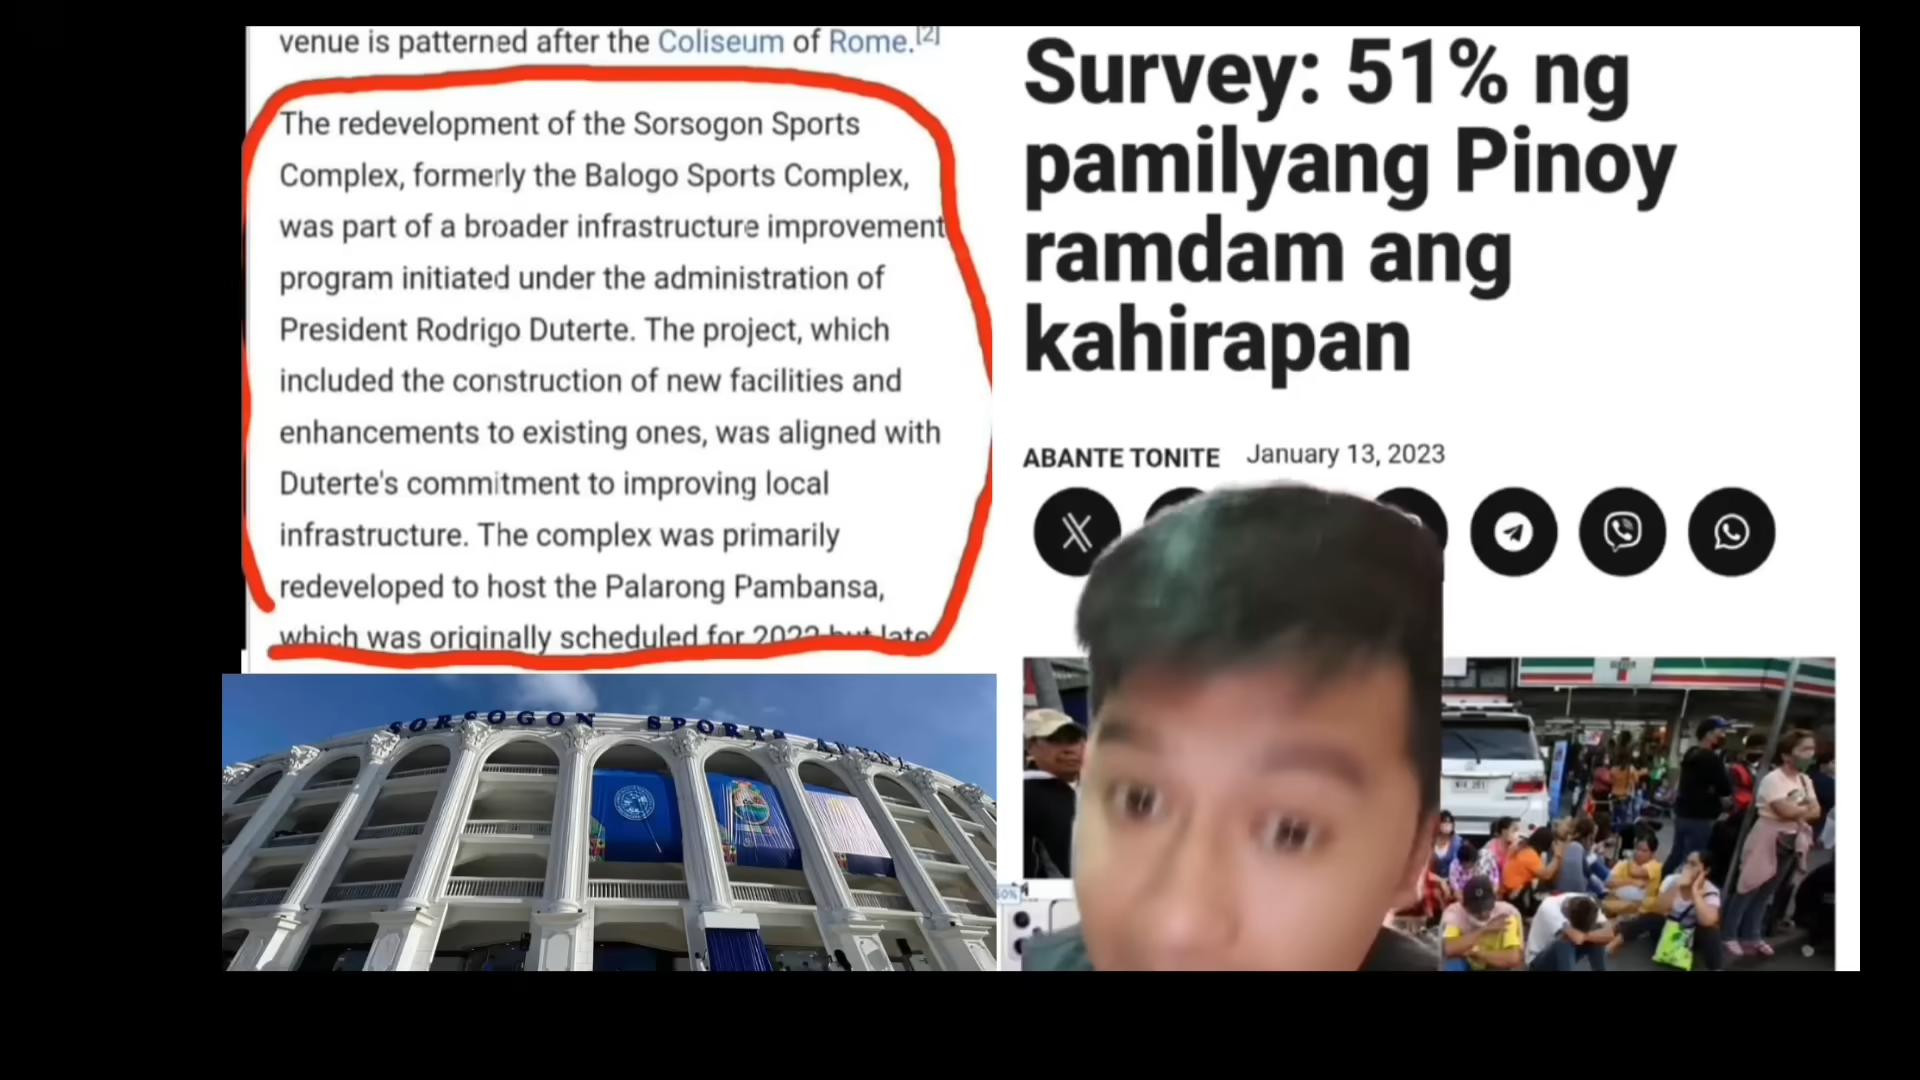 venue is patterned after the Coliseum of Rome.[2]
The redevelopment of the Sorsogon Sports
Complex, formerly the Balogo Sports Complex,
was part of a broader infrastructure improvement
program initiated under the administration of
President Rodrigo Duterte. The project, which
included the construction of new facilities and
enhancements to existing ones, was aligned with
Duterte's commitment to improving local
infrastructure. The complex was primarily
redeveloped to host the Palarong Pambansa,
which was originally scheduled for
SORSOGON SPORTS
Survey: 51% ng
pamilyang Pinoy
ramdam ang
kahirapan
ABANTE TONITE January 13, 2023